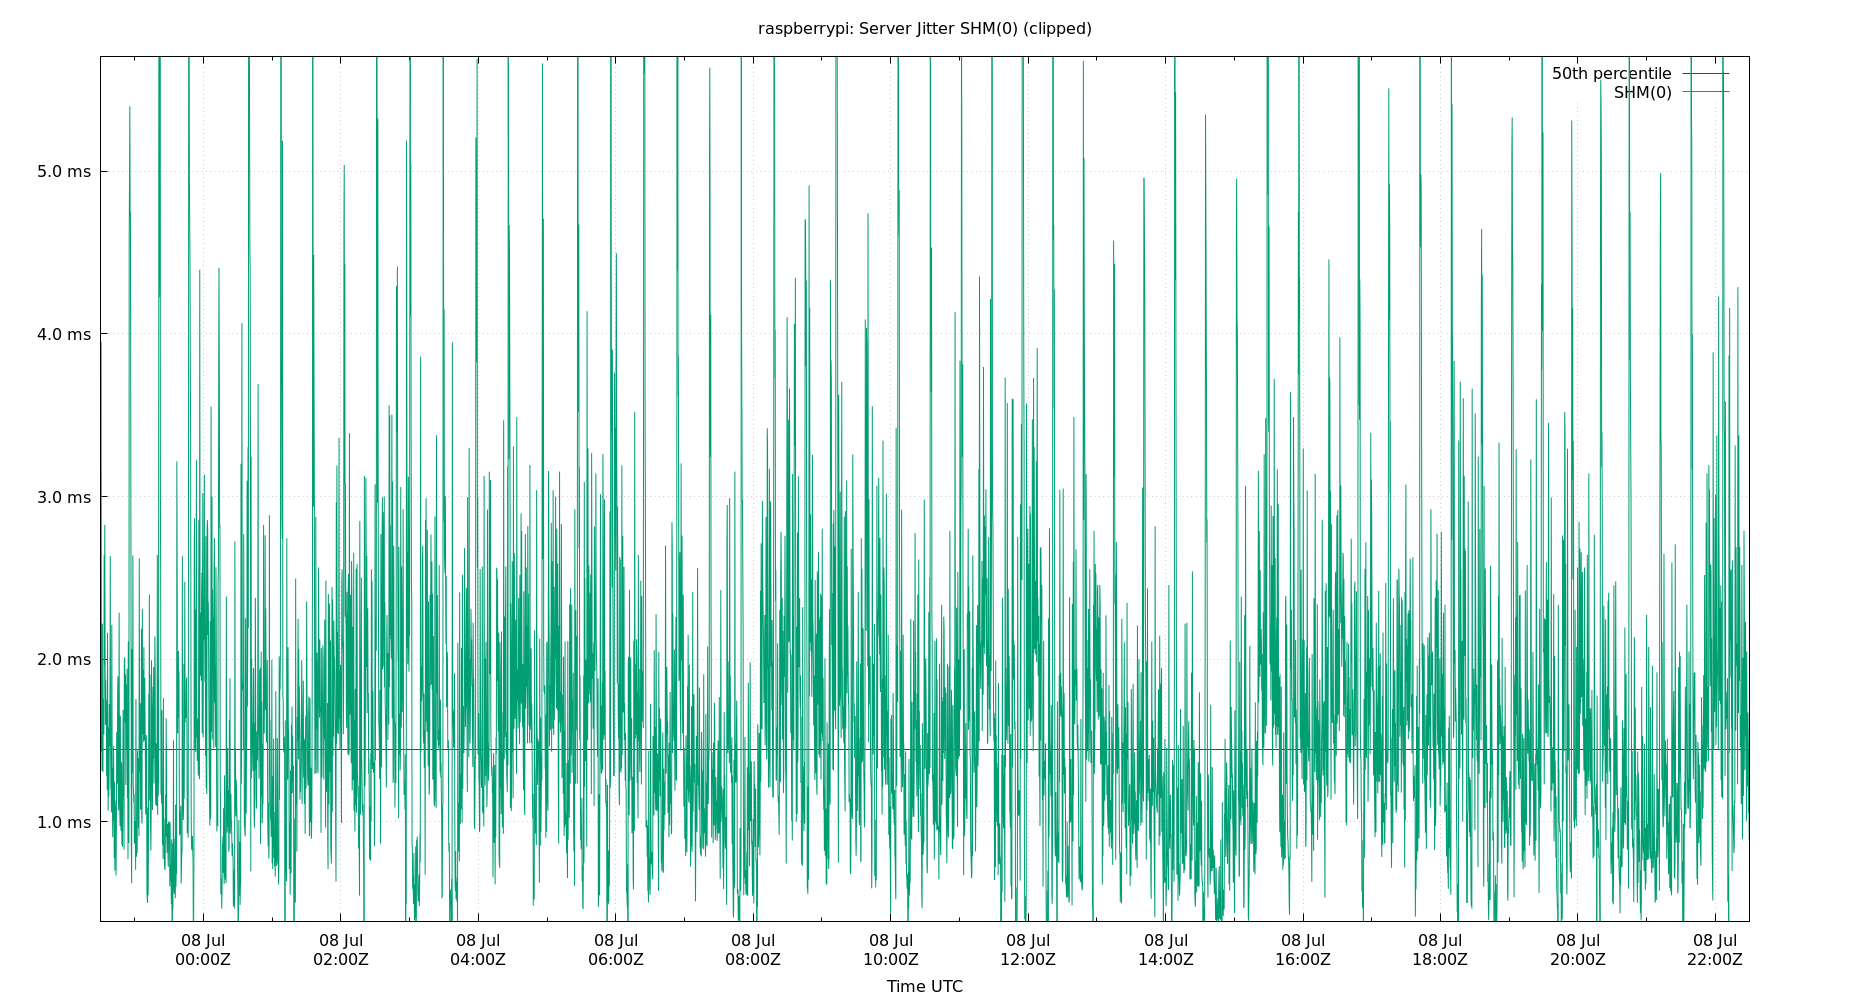 raspberrypi: Server Jitter SHM(0) (clipped)
50th percentile
SHM(0)
5.0 ms
4.0 ms
3.0 ms
2.0 ms
1.0 ms
08 Jul 08 Jul 08 Jul 08 Jul 08 Jul 08 Jul 08 Jul 08 Jul 08 Jul 08 Jul 08 Jul 08 Jul
00:00Z 02:00Z 04:00Z 06:00Z 08:00Z 10:00Z 12:00Z 14:00Z 16:00Z 18:00Z 20:00Z 22:00Z
Time UTC